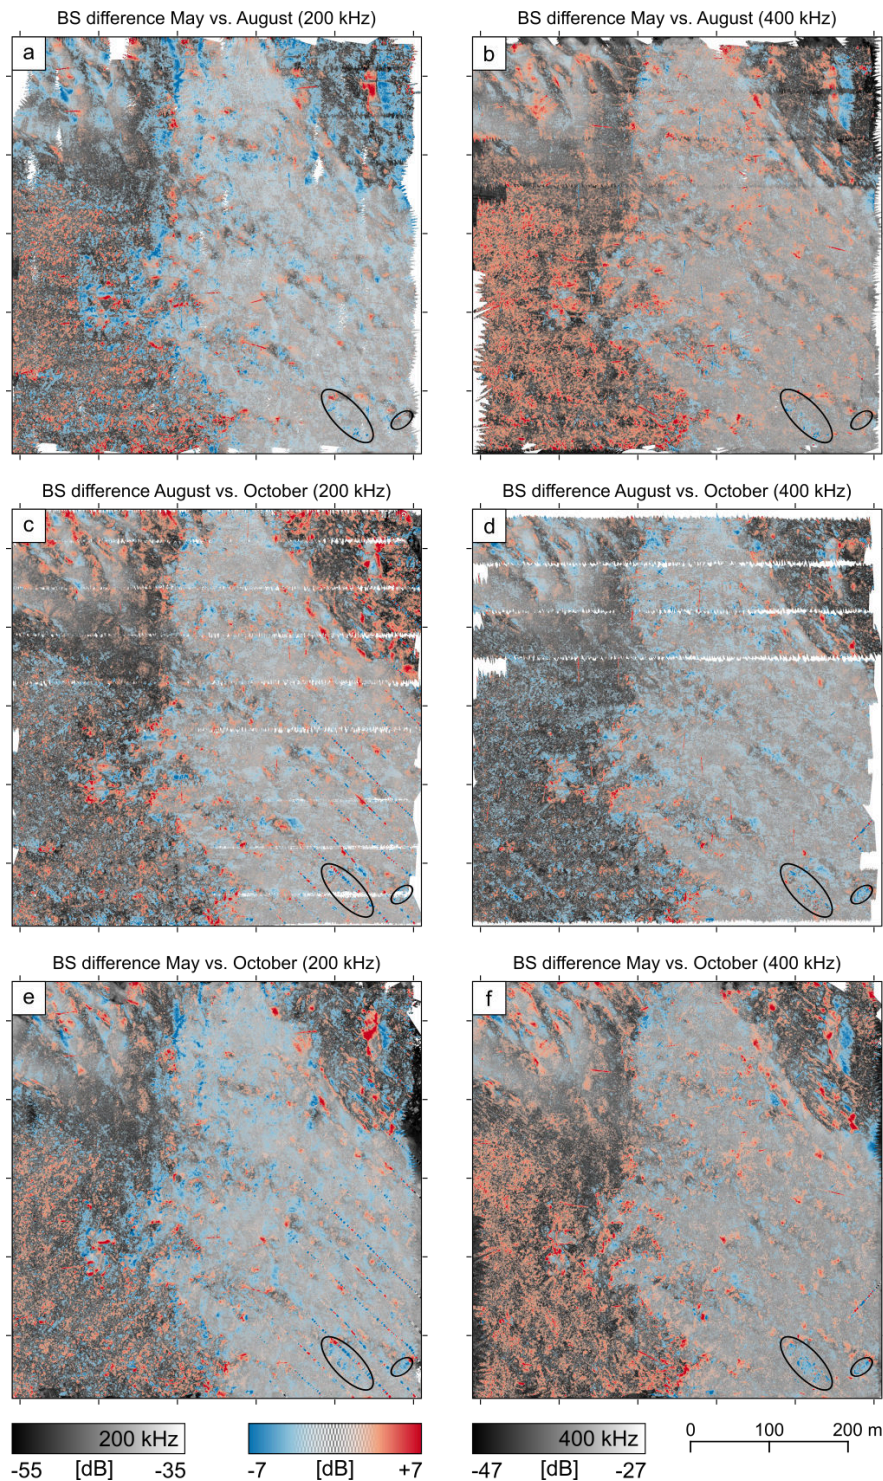 BS difference May vs. August (200 kHz)
BS difference May vs. August (400 kHz)
a
b
BS difference August vs. October (200 kHz)
BS difference August vs. October (400 kHz)
c
d
BS difference May vs. October (200 kHz)
BS difference May vs. October (400 kHz)
e
f
200 kHz
-55 [dB] -35
-7 [dB] +7
400 kHz
-47 [dB] -27
0 100 200 m